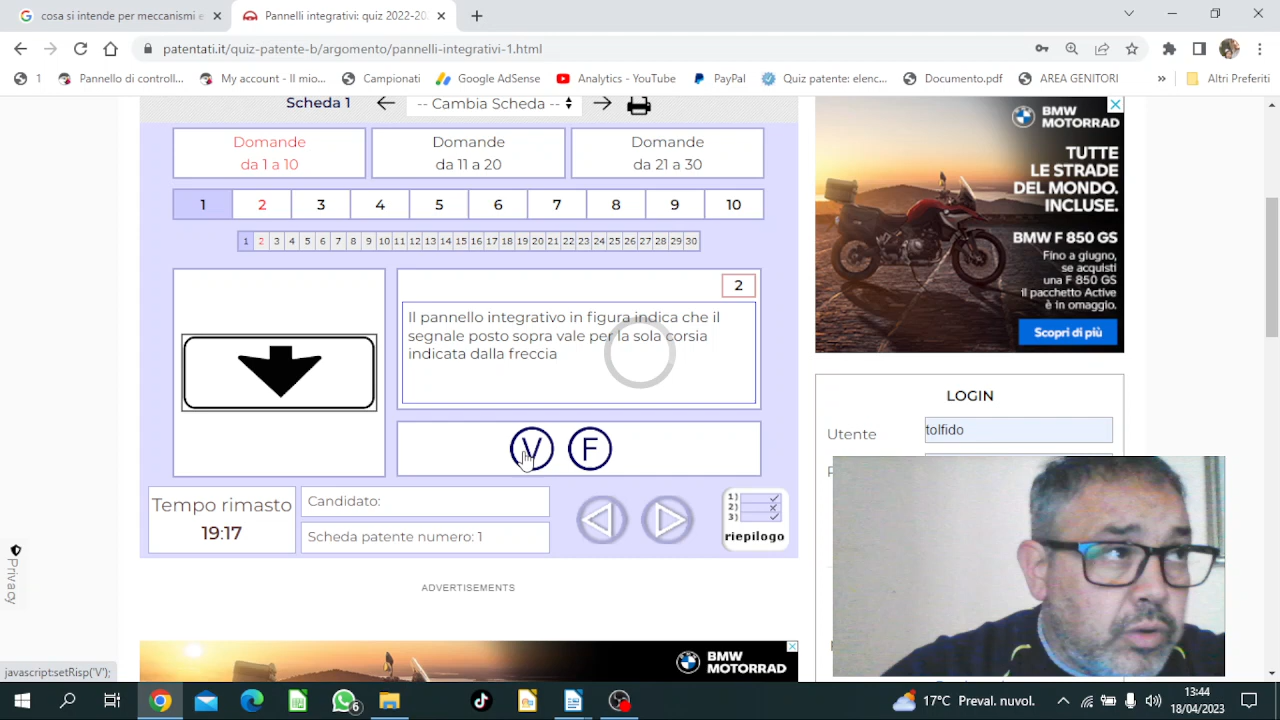 cosa si intende per meccanismi e
Pannelli integrativi: quiz 2022-20
patentati.it/quiz-patente-b/argomento/pannelli-integrativi-1.html
1
Pannello di controll...
My account - Il mio...
Campionati
Google AdSense
Analytics - YouTube
PayPal
Quiz patente: elenc...
Documento.pdf
AREA GENITORI
»
Altri Preferiti
Scheda 1
-- Cambia Scheda --
Domande
da 1 a 10
Domande
da 11 a 20
Domande
da 21 a 30
1 2 3 4 5 6 7 8 9 10
1 2 3 4 5 6 7 8 9 10 11 12 13 14 15 16 17 18 19 20 21 22 23 24 25 26 27 28 29 30
2
Il pannello integrativo in figura indica che il
segnale posto sopra vale per la sola corsia
indicata dalla freccia
V F
Tempo rimasto
19:17
Candidato:
Scheda patente numero: 1
1)
2)
3)
riepilogo
ADVERTISEMENTS
BMW
MOTORRAD
TUTTE
LE STRADE
DEL MONDO.
INCLUSE.
BMW F 850 GS
Fino a giugno,
se acquisti
una F 850 GS
il pacchetto Active
è in omaggio.
Scopri di più
LOGIN
Utente
tolfido
BMW
MOTORRAD
Privacy
javascript:setRisp('V');
17°C Preval. nuvol.
13:44
18/04/2023